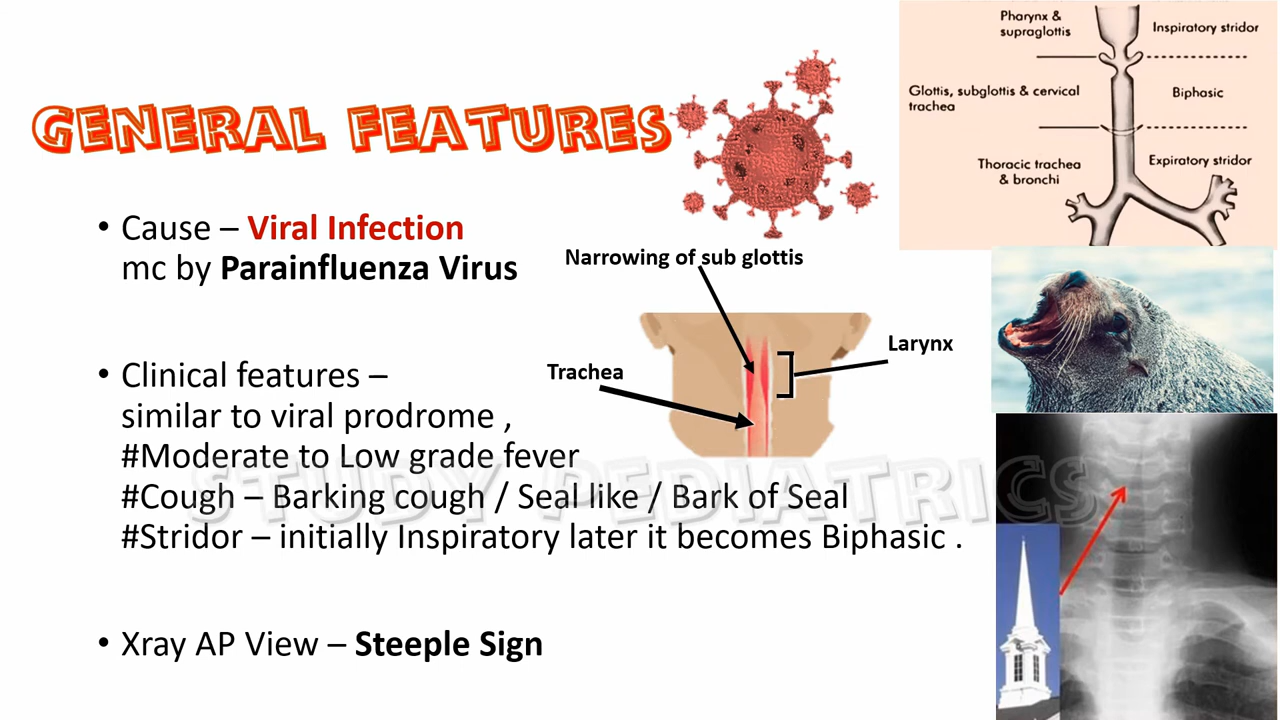 GENERAL FEATURES
• Cause – Viral Infection
mc by Parainfluenza Virus
• Clinical features –
similar to viral prodrome ,
#Moderate to Low grade fever
#Cough – Barking cough / Seal like / Bark of Seal
#Stridor – initially Inspiratory later it becomes Biphasic .
• Xray AP View – Steeple Sign
Narrowing of sub glottis
Larynx
Trachea
Pharynx &
supraglottis
Inspiratory stridor
Glottis, subglottis & cervical
trachea
Biphasic
Thoracic trachea
& bronchi
Expiratory stridor
STUDY PEDIATRICS